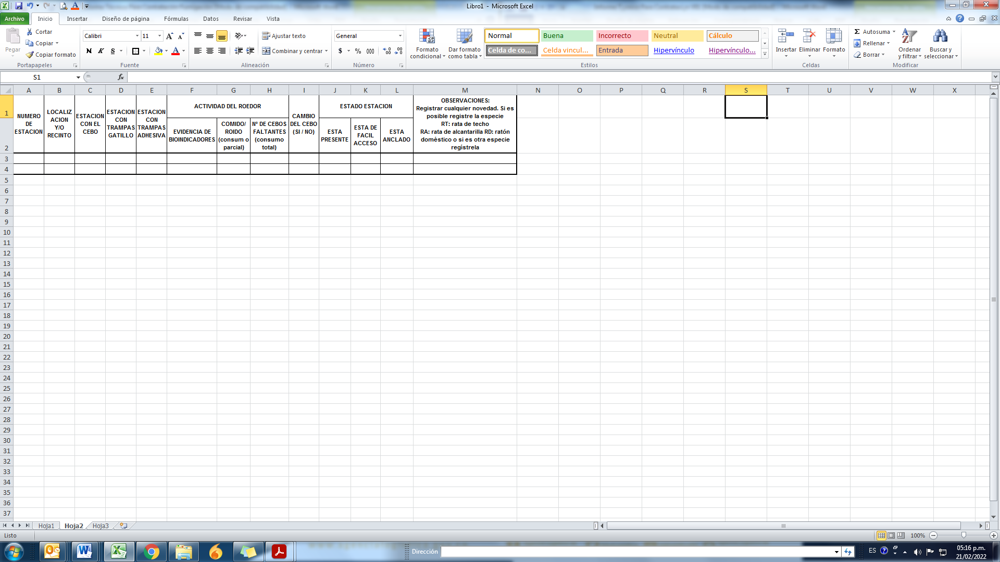 Libro1 - Microsoft Excel
Archivo Inicio Insertar Diseño de página Fórmulas Datos Revisar Vista
Pegar
Cortar
Copiar
Copiar formato
Portapapeles
Calibri 11
N K S
Fuente
Ajustar texto
Combinar y centrar
Alineación
General
$ % 000
Número
Formato condicional
Dar formato como tabla
Normal Buena Incorrecto Neutral Cálculo
Celda de co... Celda vincul... Entrada Hipervínculo Hipervínculo...
Estilos
Insertar Eliminar Formato
Celdas
Autosuma
Rellenar
Borrar
Ordenar y filtrar
Buscar y seleccionar
Modificar
S1 fx
A B C D E F G H I J K L M N O P Q R S T U V W X
NUMERO
DE
ESTACION
LOCALIZ
ACION
Y/O
RECINTO
ESTACION
CON EL
CEBO
ESTACION
CON
TRAMPAS
GATILLO
ESTACION
CON
TRAMPAS
ADHESIVA
ACTIVIDAD DEL ROEDOR
EVIDENCIA DE
BIOINDICADORES
COMIDO/
ROIDO
(consum o
parcial)
Nº DE CEBOS
FALTANTES
(consumo
total)
CAMBIO
DEL CEBO
(SI / NO)
ESTADO ESTACION
ESTA
PRESENTE
ESTA DE
FACIL
ACCESO
ESTA
ANCLADO
OBSERVACIONES:
Registrar cualquier novedad. Si es
posible registre la especie
RT: rata de techo
RA: rata de alcantarilla RD: ratón
doméstico o si es otra especie
regístrela
1
2
3
4
5
6
7
8
9
10
11
12
13
14
15
16
17
18
19
20
21
22
23
24
25
26
27
28
29
30
31
32
33
34
35
36
37
Hoja1 Hoja2 Hoja3
Listo
100%
Dirección
ES
05:16 p.m.
21/02/2022